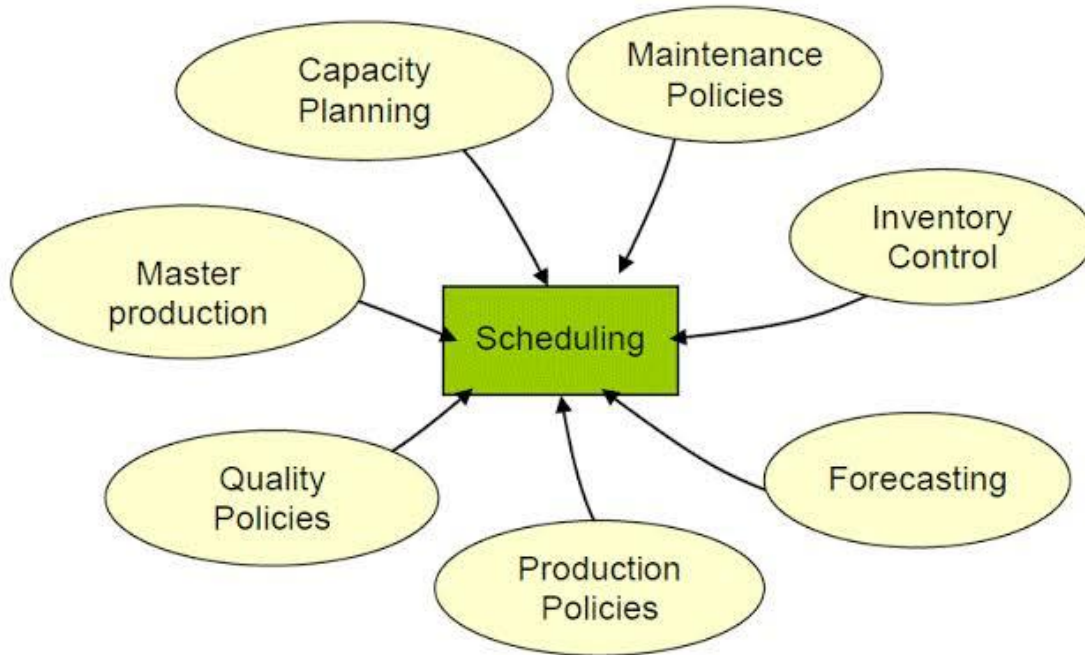 Capacity
Planning
Maintenance
Policies
Inventory
Control
Master
production
Scheduling
Quality
Policies
Forecasting
Production
Policies